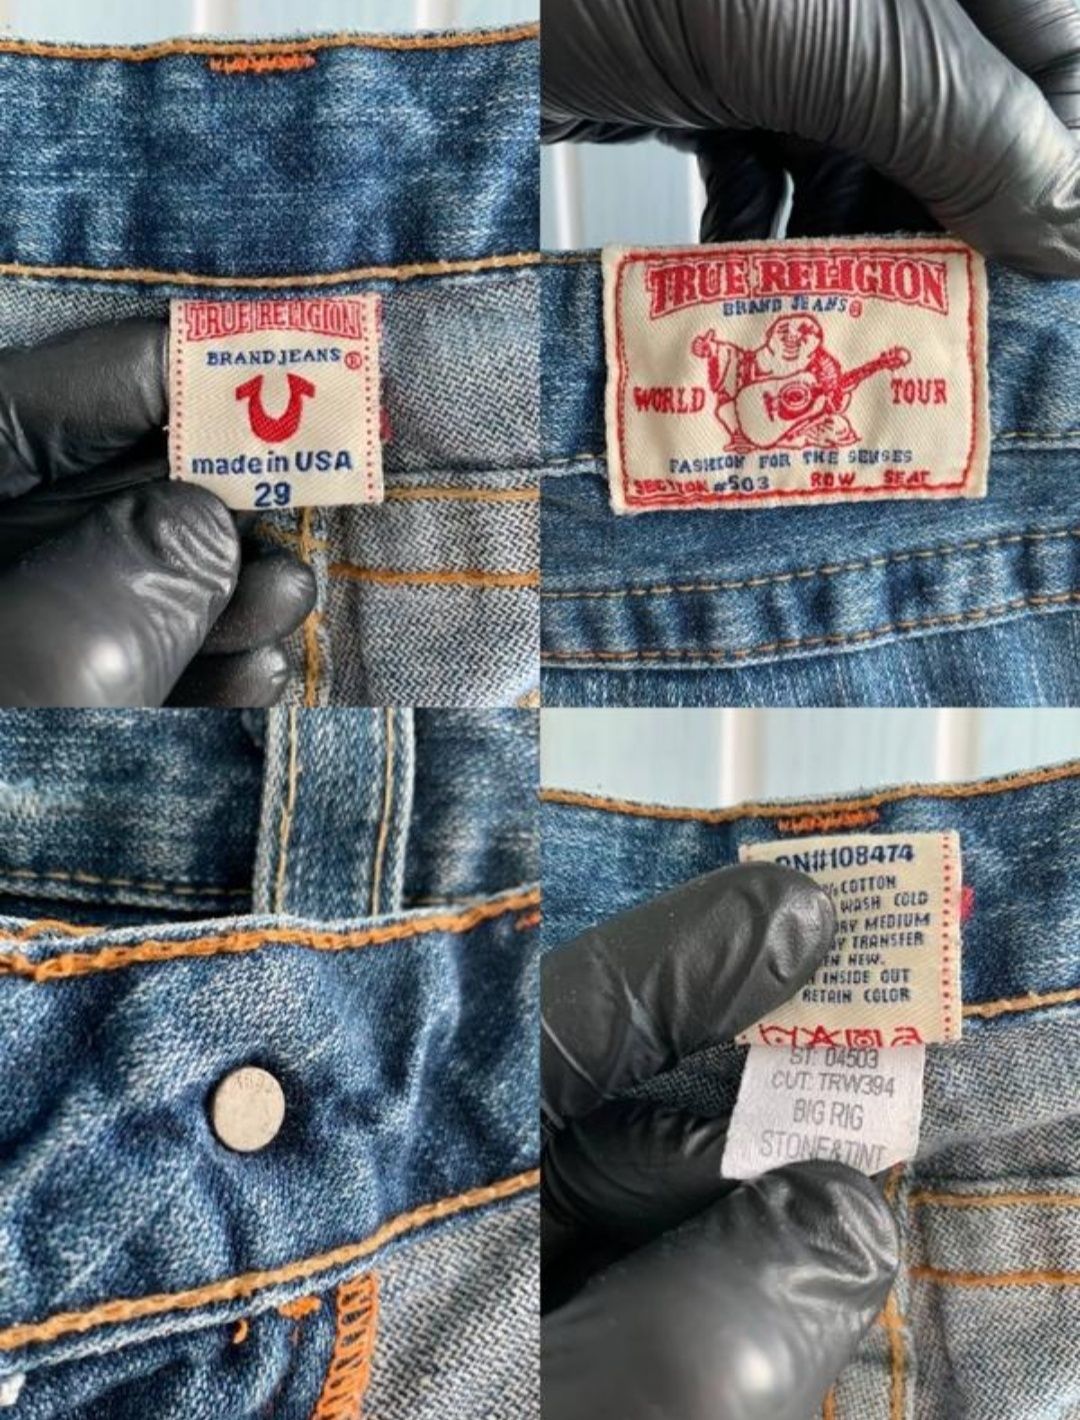 TRUE RELIGION
BRAND JEANS ®
made in USA
29
TRUE RELIGION
BRAND JEANS®
WORLD TOUR
FASHION FOR THE SENSES
SECTION #503 ROW SEAT
RN#108474
COTTON
WASH COLD
MEDIUM
TRANSFER
NEW.
INSIDE OUT
RETAIN COLOR
ST: 04503
CUT: TRW394
BIG RIG
STONE&TINT